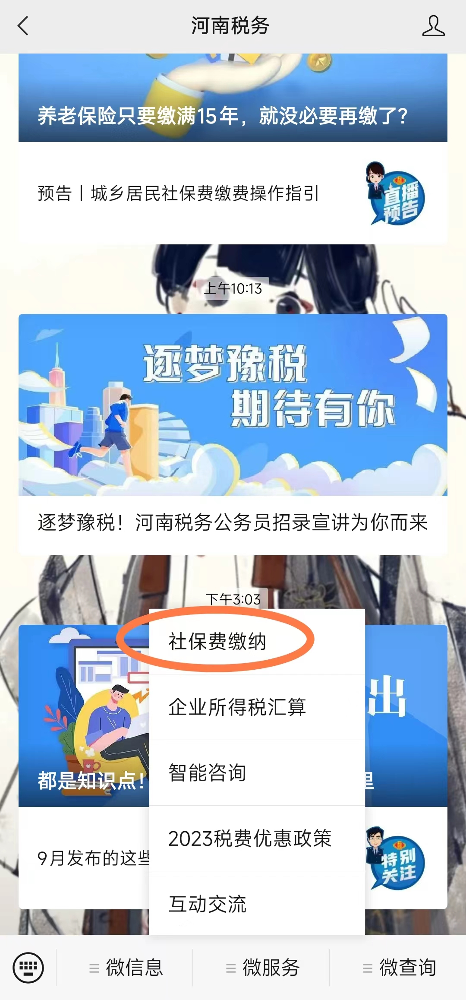 河南税务
养老保险只要缴满15年，就没必要再缴了？
预告丨城乡居民社保费缴费操作指引
直播
预告
上午10:13
逐梦豫税
期待有你
逐梦豫税！河南税务公务员招录宣讲为你而来
下午3:03
社保费缴纳
企业所得税汇算
出
智能咨询
都是知识点！
里
2023税费优惠政策
9月发布的这些
特别
关注
互动交流
微信息
微服务
微查询